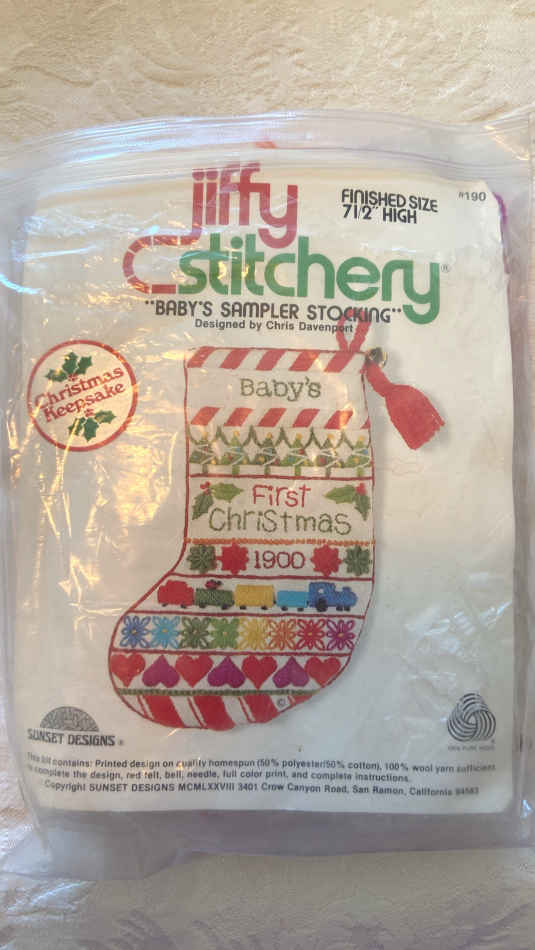 jiffy
stitchery®
FINISHED SIZE
7 1/2" HIGH
#190
"BABY'S SAMPLER STOCKING"
Designed by Chris Davenport
Christmas
Keepsake
Baby's
First
Christmas
1900
©
SUNSET DESIGNS®
100% PURE WOOL
This kit contains: Printed design on quality homespun (50% polyester/50% cotton), 100% wool yarn sufficient
to complete the design, red felt, bell, needle, full color print, and complete instructions.
© Copyright SUNSET DESIGNS MCMLXXVIII 3401 Crow Canyon Road, San Ramon, California 94583